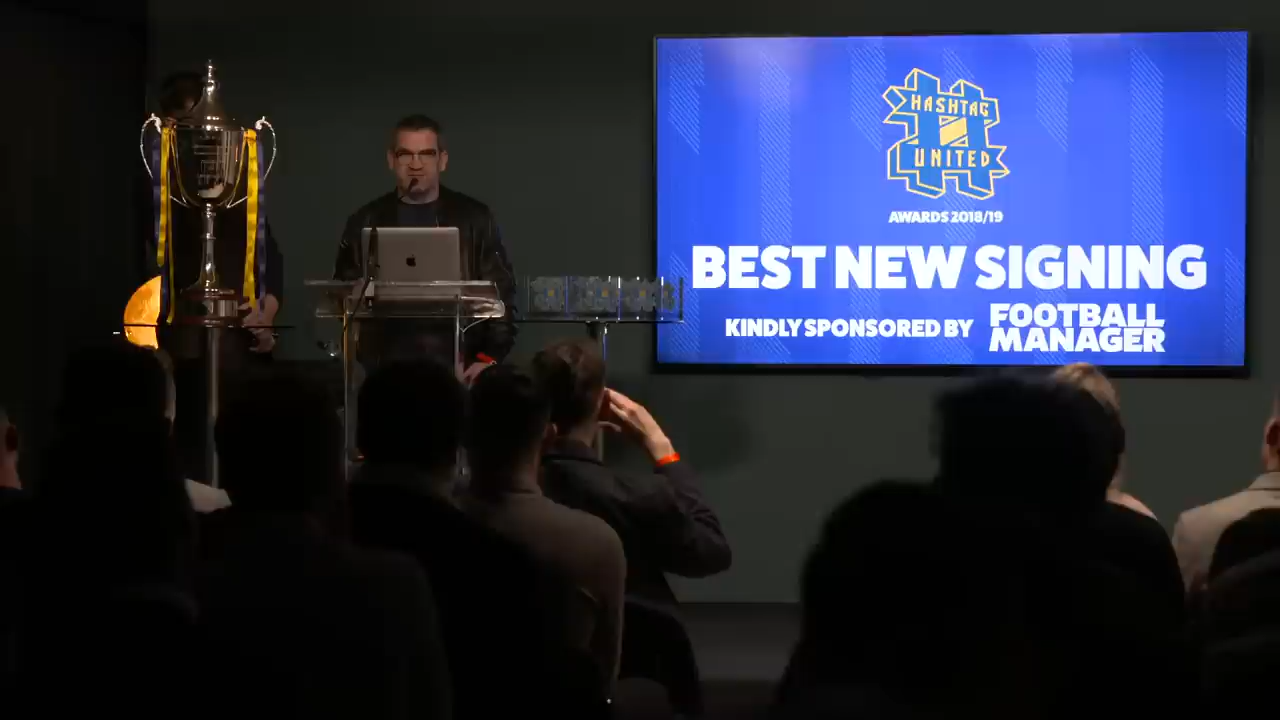 HASHTAG
UNITED
AWARDS 2018/19
BEST NEW SIGNING
KINDLY SPONSORED BY FOOTBALL MANAGER